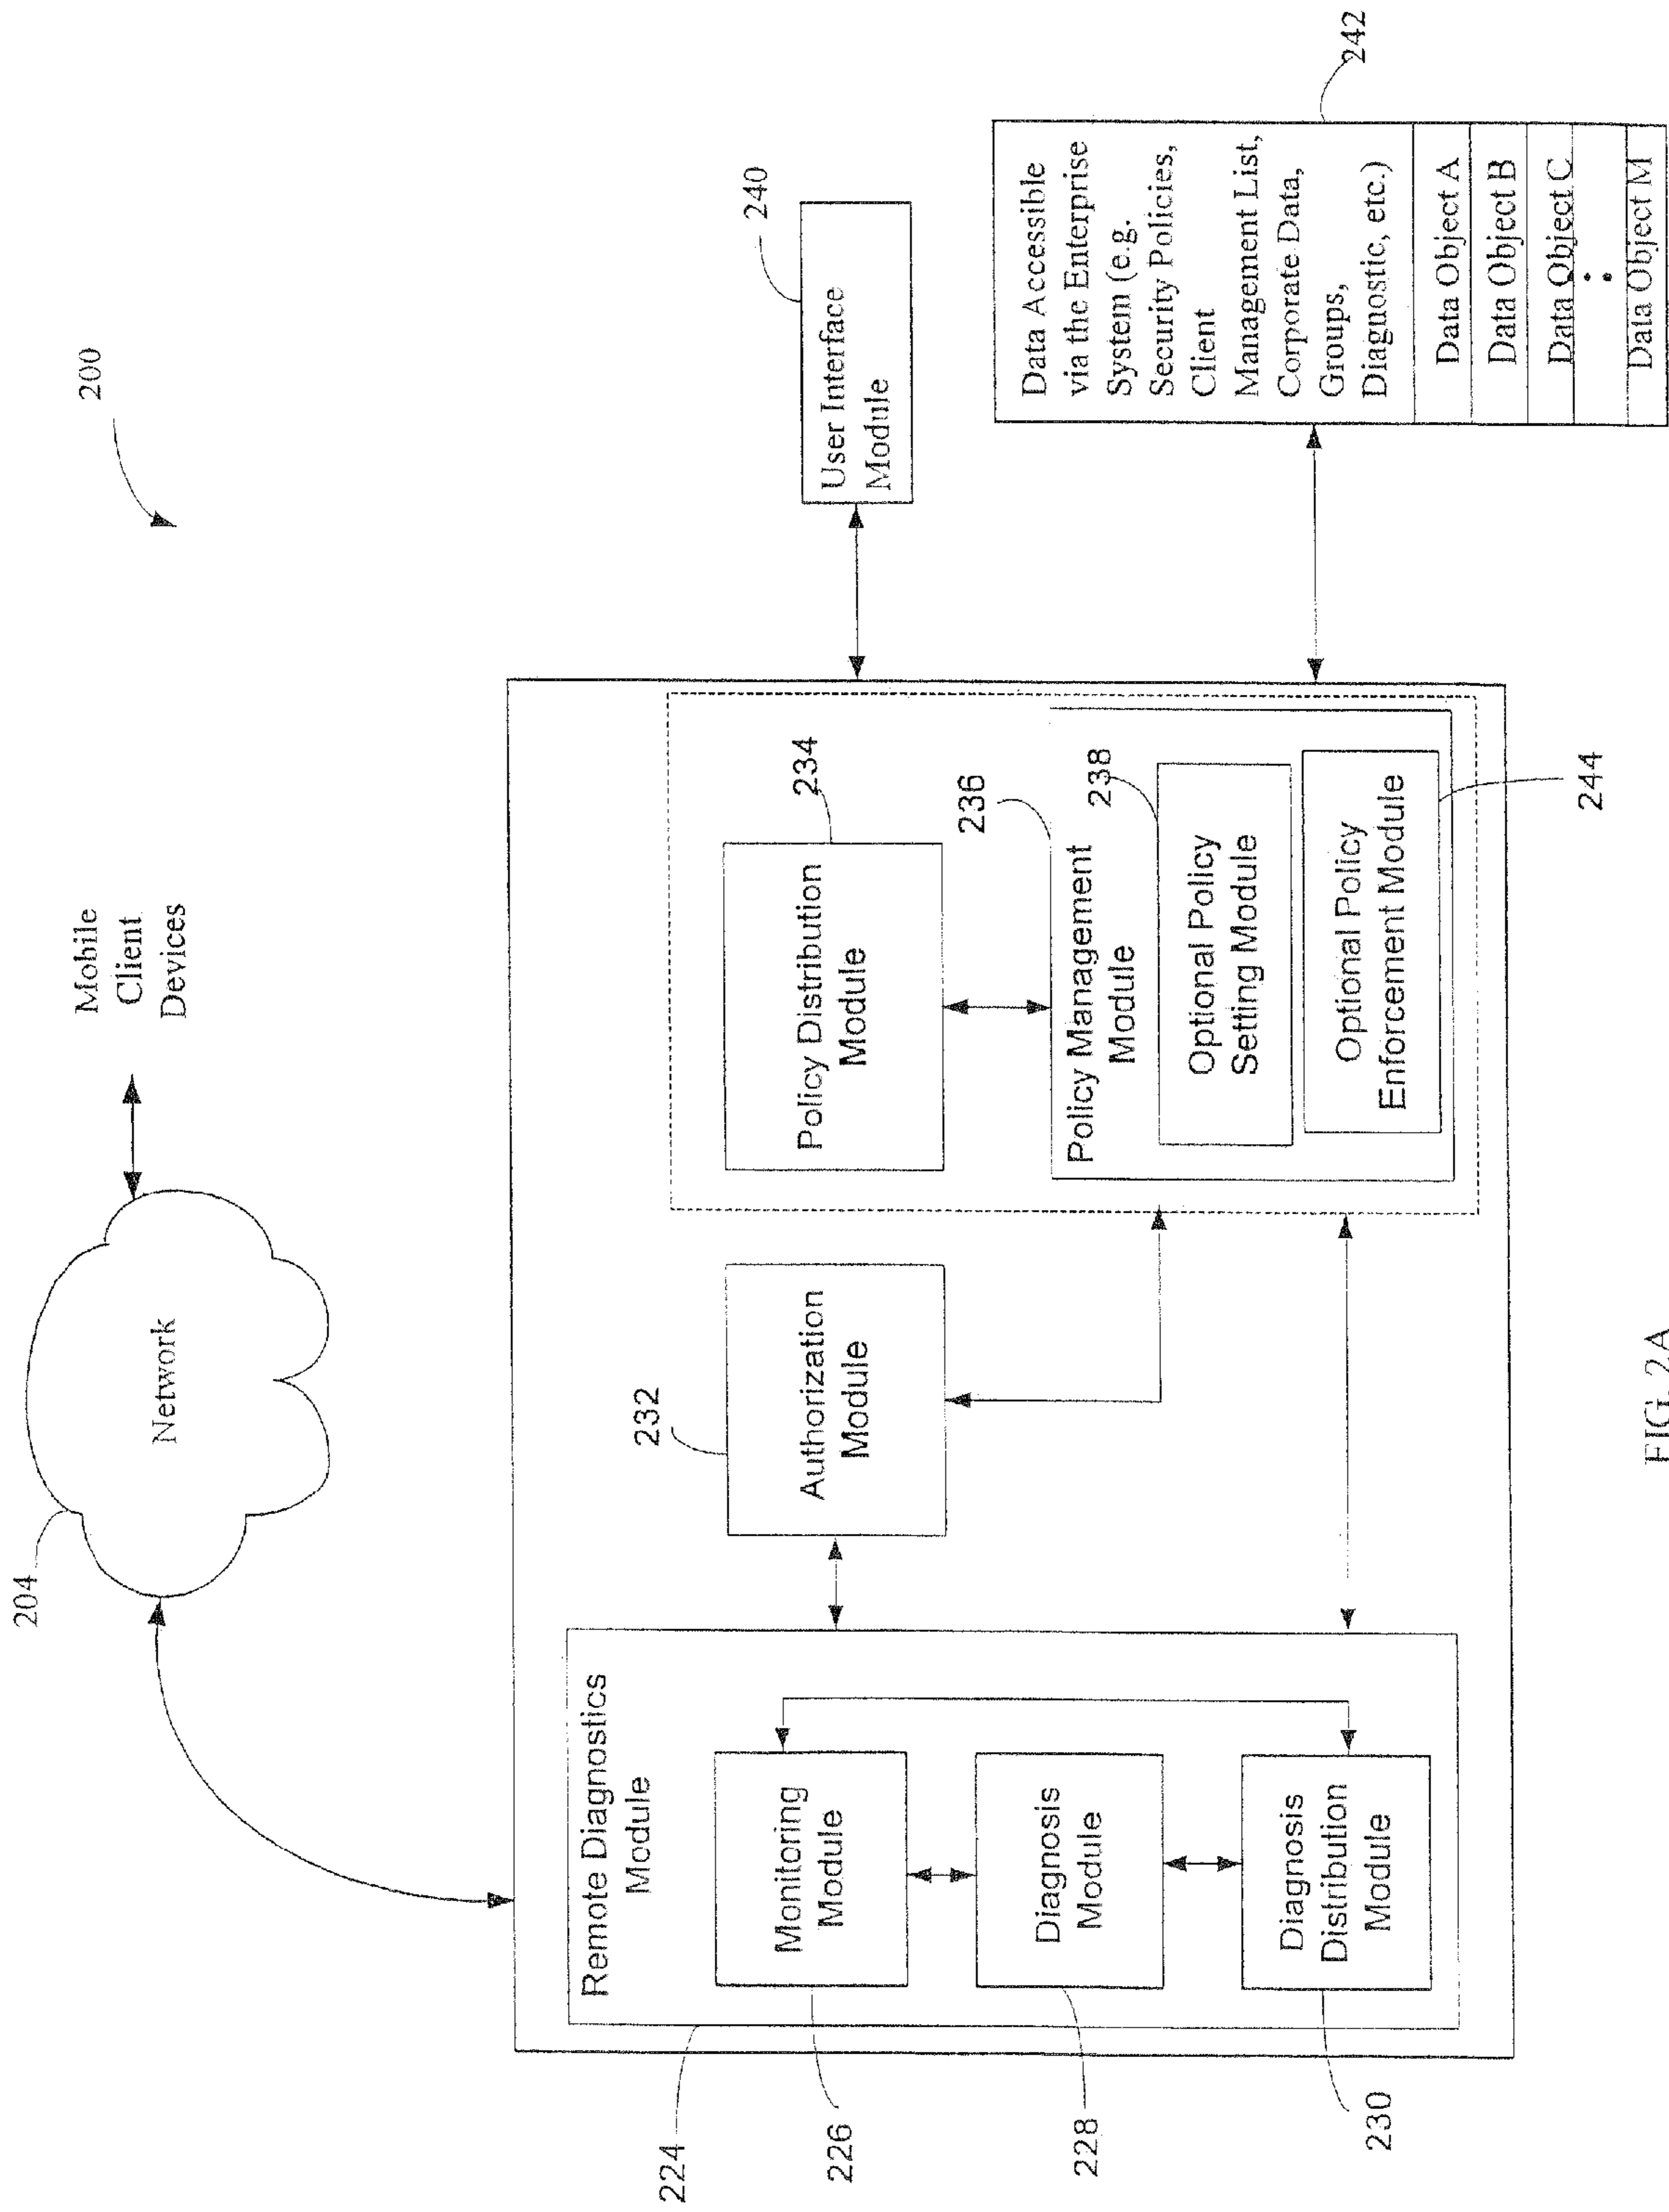 200
Mobile
Client
Devices
204
Network
240
User Interface
Module
242
Data Accessible
via the Enterprise
System (e.g.
Security Policies,
Client
Management List,
Corporate Data,
Groups,
Diagnostic, etc.)
Data Object A
Data Object B
Data Object C
Data Object M
224
Remote Diagnostics
Module
226
Monitoring
Module
228
Diagnosis
Module
230
Diagnosis
Distribution
Module
232
Authorization
Module
234
Policy Distribution
Module
236
Policy Management
Module
238
Optional Policy
Setting Module
244
Optional Policy
Enforcement Module
FIG. 2A